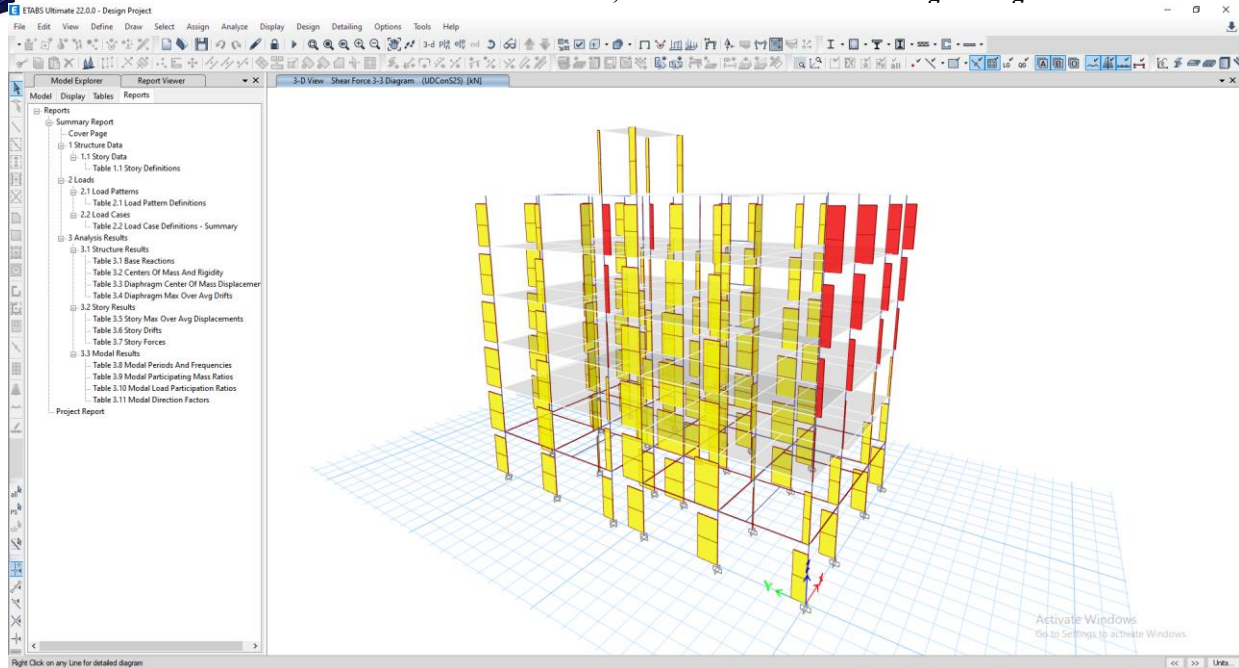 ETABS Ultimate 22.0.0 - Design Project
File Edit View Define Draw Select Assign Analyze Display Design Detailing Options Tools Help
Model Explorer Report Viewer
3-D View Shear Force 3-3 Diagram (UDConS25) [kN]
Model Display Tables Reports
Reports
Summary Report
Cover Page
1 Structure Data
1.1 Story Data
Table 1.1 Story Definitions
2 Loads
2.1 Load Patterns
Table 2.1 Load Pattern Definitions
2.2 Load Cases
Table 2.2 Load Case Definitions - Summary
3 Analysis Results
3.1 Structure Results
Table 3.1 Base Reactions
Table 3.2 Centers Of Mass And Rigidity
Table 3.3 Diaphragm Center Of Mass Displacemer
Table 3.4 Diaphragm Max Over Avg Drifts
3.2 Story Results
Table 3.5 Story Max Over Avg Displacements
Table 3.6 Story Drifts
Table 3.7 Story Forces
3.3 Modal Results
Table 3.8 Modal Periods And Frequencies
Table 3.9 Modal Participating Mass Ratios
Table 3.10 Modal Load Participation Ratios
Table 3.11 Modal Direction Factors
Project Report
Y
Activate Windows
Go to Settings to activate Windows.
Right Click on any Line for detailed diagram
<< >> Units...